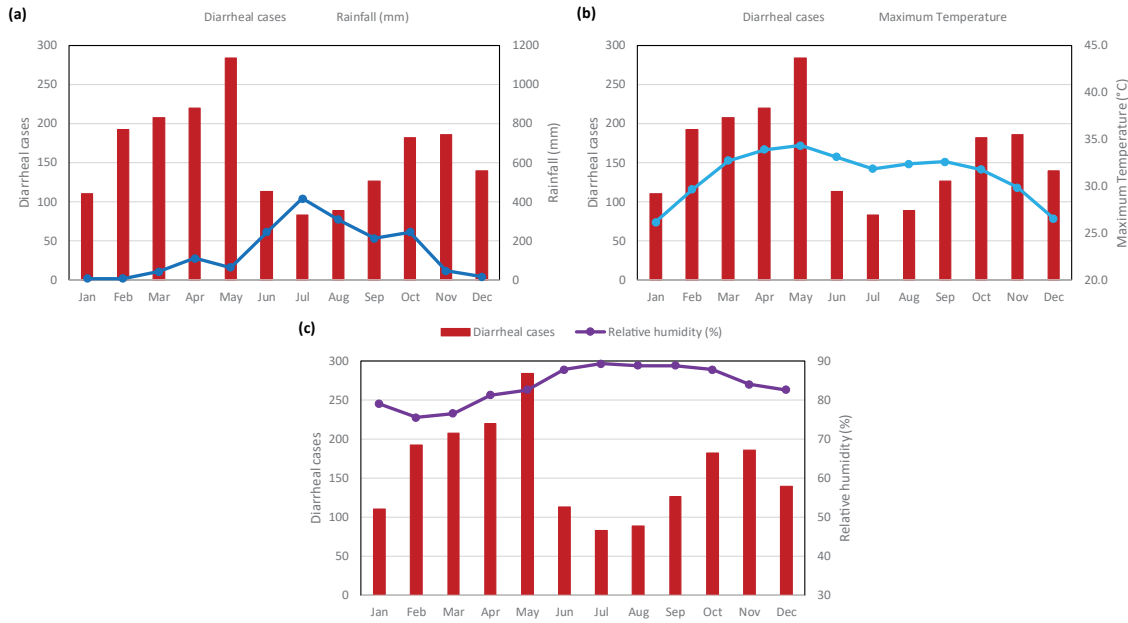 (a)
Diarrheal cases Rainfall (mm)
300 250 200 150 100 50 0
Diarrheal cases
1200 1000 800 600 400 200 0
Rainfall (mm)
Jan Feb Mar Apr May Jun Jul Aug Sep Oct Nov Dec
(b)
Diarrheal cases Maximum Temperature
300 250 200 150 100 50 0
Diarrheal cases
45.0 40.0 35.0 30.0 25.0 20.0
Maximum Temperature (°C)
Jan Feb Mar Apr May Jun Jul Aug Sep Oct Nov Dec
(c)
Diarrheal cases Relative humidity (%)
300 250 200 150 100 50 0
Diarrheal cases
90 80 70 60 50 40 30
Relative humidity (%)
Jan Feb Mar Apr May Jun Jul Aug Sep Oct Nov Dec